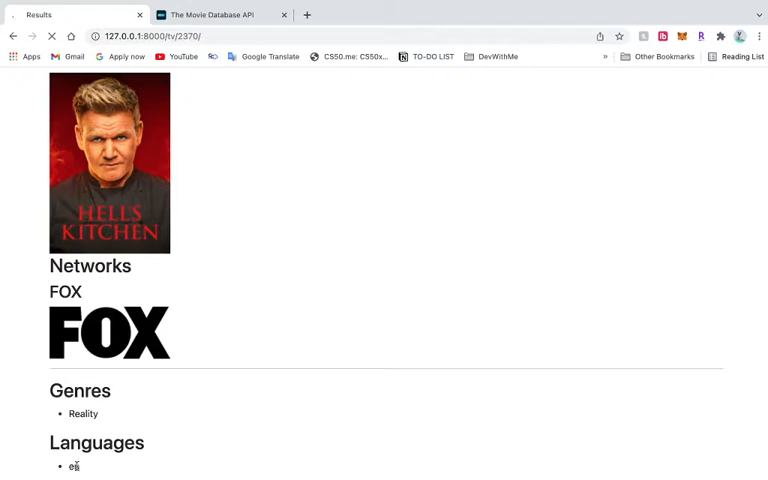 Results
The Movie Database API
127.0.0.1:8000/tv/2370/
Apps
Gmail
Apply now
YouTube
Google Translate
CS50.me: CS50x...
TO-DO LIST
DevWithMe
»
Other Bookmarks
Reading List
HELL'S
KITCHEN
Networks
FOX
FOX
Genres
• Reality
Languages